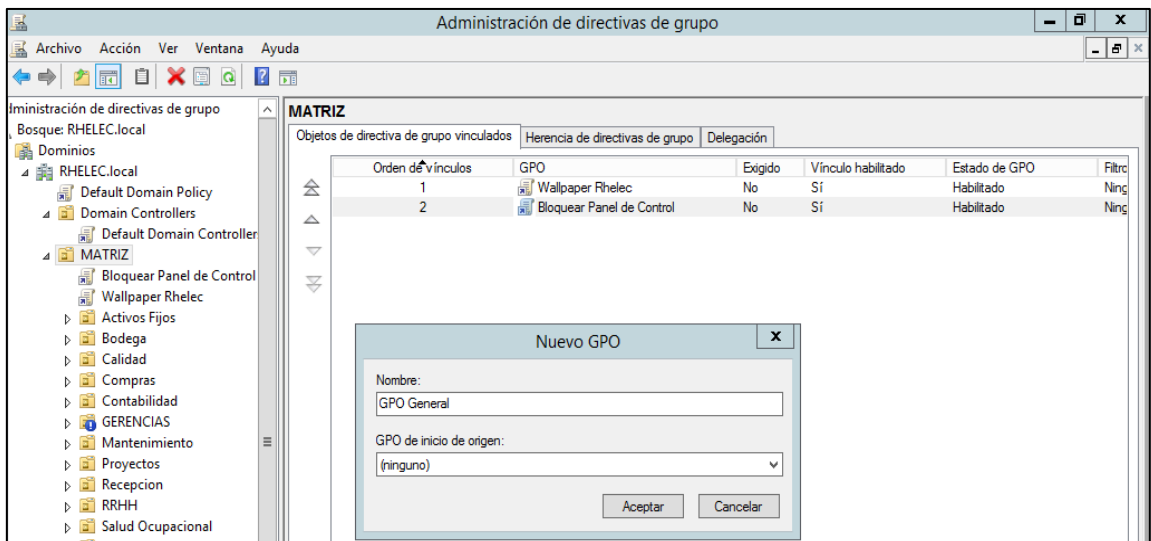 Administración de directivas de grupo
Archivo Acción Ver Ventana Ayuda
dministración de directivas de grupo
Bosque: RHELEC.local
Dominios
RHELEC.local
Default Domain Policy
Domain Controllers
Default Domain Controller
MATRIZ
Bloquear Panel de Control
Wallpaper Rhelec
Activos Fijos
Bodega
Calidad
Compras
Contabilidad
GERENCIAS
Mantenimiento
Proyectos
Recepcion
RRHH
Salud Ocupacional
MATRIZ
Objetos de directiva de grupo vinculados Herencia de directivas de grupo Delegación
Orden de vínculos GPO Exigido Vínculo habilitado Estado de GPO Filtro
1 Wallpaper Rhelec No Sí Habilitado Ning
2 Bloquear Panel de Control No Sí Habilitado Ning
Nuevo GPO
x
Nombre:
GPO General
GPO de inicio de origen:
(ninguno)
Aceptar Cancelar